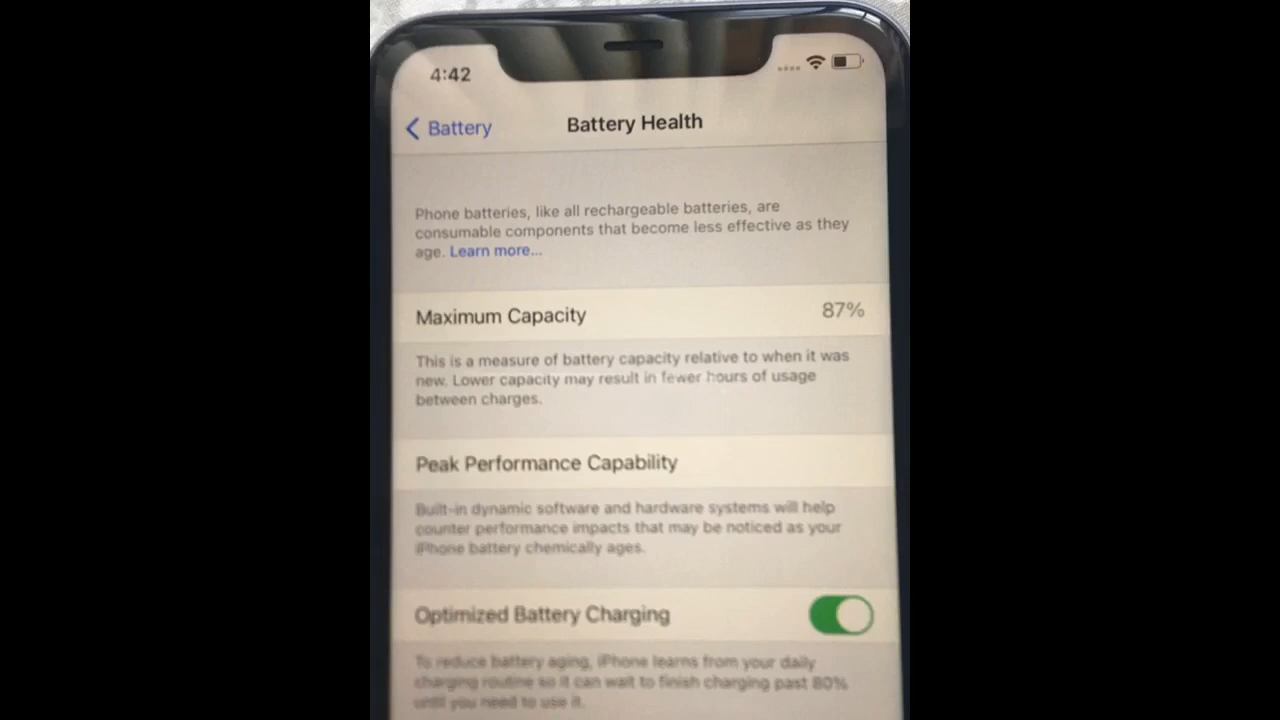 4:42
Battery
Battery Health
Phone batteries, like all rechargeable batteries, are
consumable components that become less effective as they
age. Learn more...
Maximum Capacity 87%
This is a measure of battery capacity relative to when it was
new. Lower capacity may result in fewer hours of usage
between charges.
Peak Performance Capability
Built-in dynamic software and hardware systems will help
counter performance impacts that may be noticed as your
iPhone battery chemically ages.
Optimized Battery Charging
To reduce battery aging, iPhone learns from your daily
charging routine so it can wait to finish charging past 80%
until you need to use it.